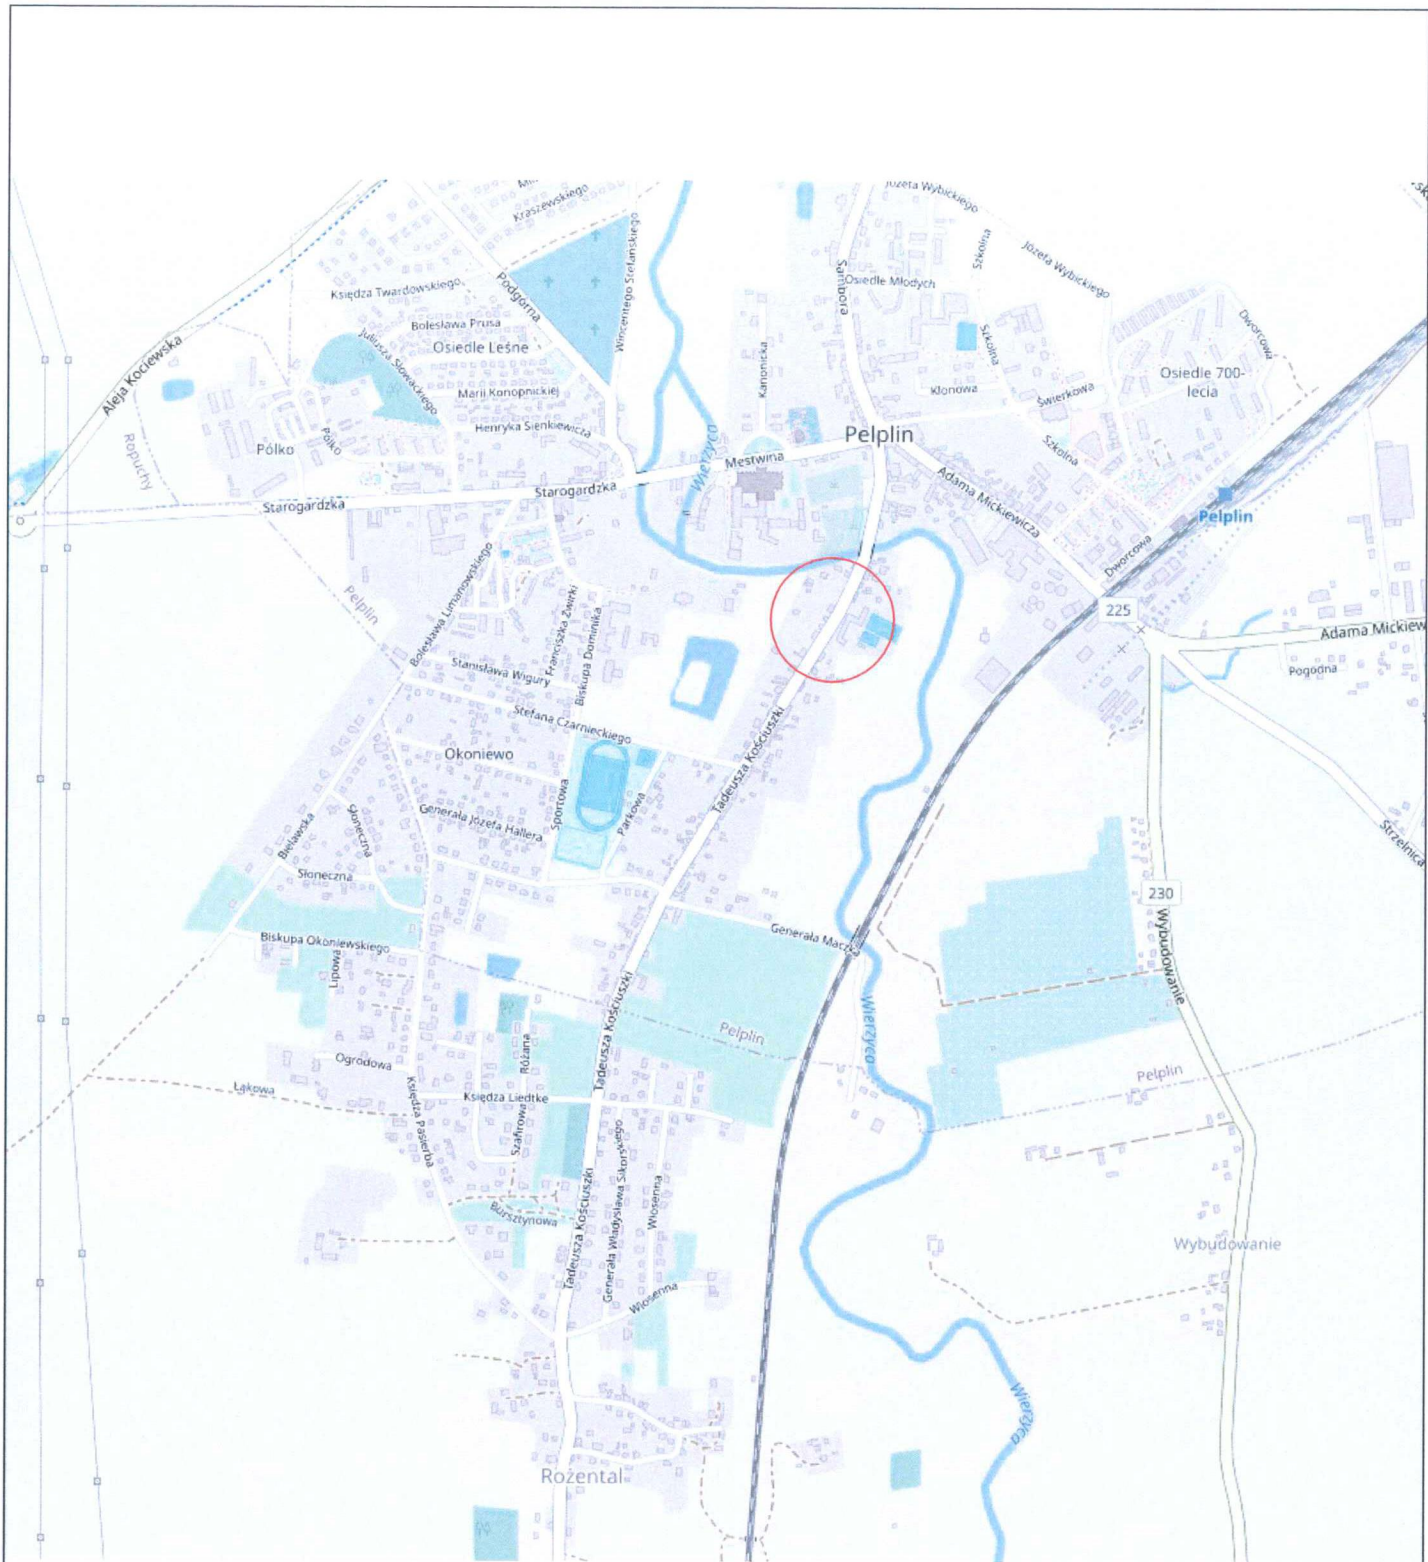 Kraszewskiego
Józefa Wybickiego
Księdza Twardowskiego
Podgórna
Wincentego Stefańskiego
Sambora
Osiedle Młodych
Szkolna
Józefa Wybickiego
Aleja Kociewska
Bolesława Prusa
Osiedle Leśne
Juliusza Słowackiego
Marii Konopnickiej
Henryka Sienkiewicza
Kanonicka
Szkolna
Klonowa
Świerkowa
Osiedle 700-
lecia
Dworcowa
Ropuchy
Pólko
Pólko
Pelplin
Szkolna
Wierzyca
Mestwina
Adama Mickiewicza
Starogardzka
Starogardzka
Pelplin
Dworcowa
Pelplin
Bolesława Limanowskiego
Franciszka Żwirki
Biskupa Dominika
225
Adama Mickiew
Pogodna
Stanisława Wigury
Stefana Czarnieckiego
Okoniewo
Tadeusza Kościuszki
Sportowa
Parkowa
Generała Józefa Hallera
Bielawska
Słoneczna
Słoneczna
Strzelnica
230
Wybudowanie
Biskupa Okoniewskiego
Lipowa
Generała Maczka
Tadeusza Kościuszki
Wierzyca
Pelplin
Pelplin
Ogrodowa
Różana
Łąkowa
Księdza Liedtke
Księdza Pasierba
Szafirowa
Generała Władysława Sikorskiego
Wiosenna
Bursztynowa
Tadeusza Kościuszki
Wybudowanie
Wiosenna
Wierzyca
Rożental